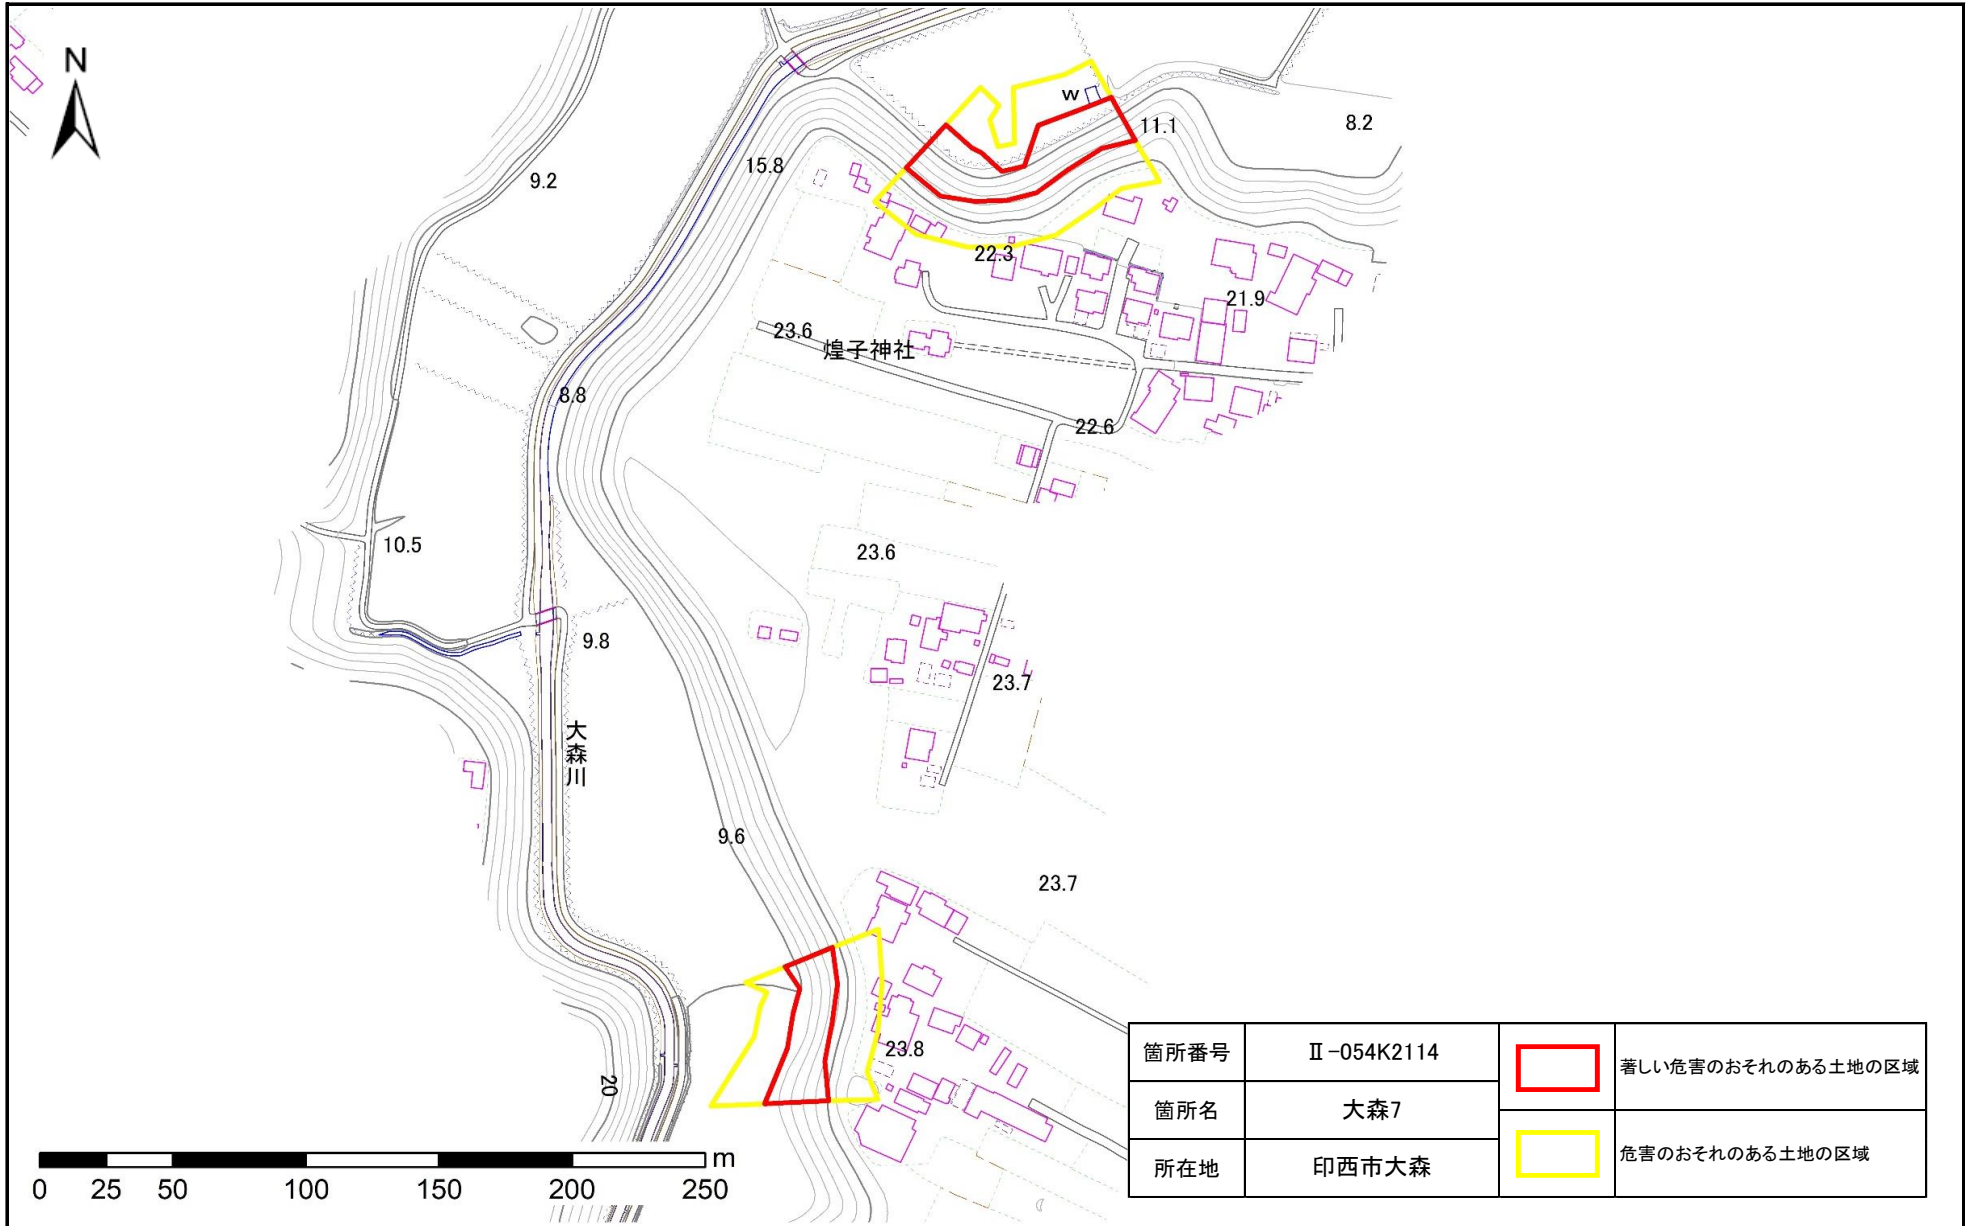 N
W
11.1
8.2
15.8
9.2
22.3
21.9
23.6
煌子神社
8.8
22.6
10.5
23.6
9.8
23.7
大森川
9.6
23.7
23.8
20
m
0 25 50 100 150 200 250
箇所番号 Ⅱ-054K2114
箇所名 大森7
所在地 印西市大森
著しい危害のおそれのある土地の区域
危害のおそれのある土地の区域